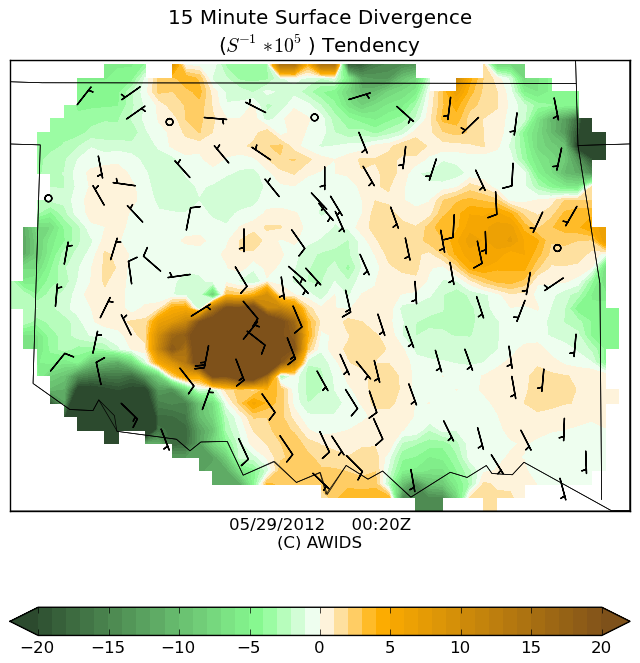 15 Minute Surface Divergence
(S⁻¹ * 10⁵ ) Tendency
05/29/2012 00:20Z
(C) AWIDS
−20 −15 −10 −5 0 5 10 15 20